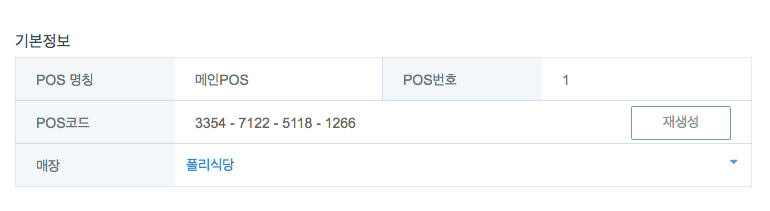 기본정보
POS 명칭 메인POS POS번호 1
POS코드 3354 - 7122 - 5118 - 1266 재생성
매장 폴리식당